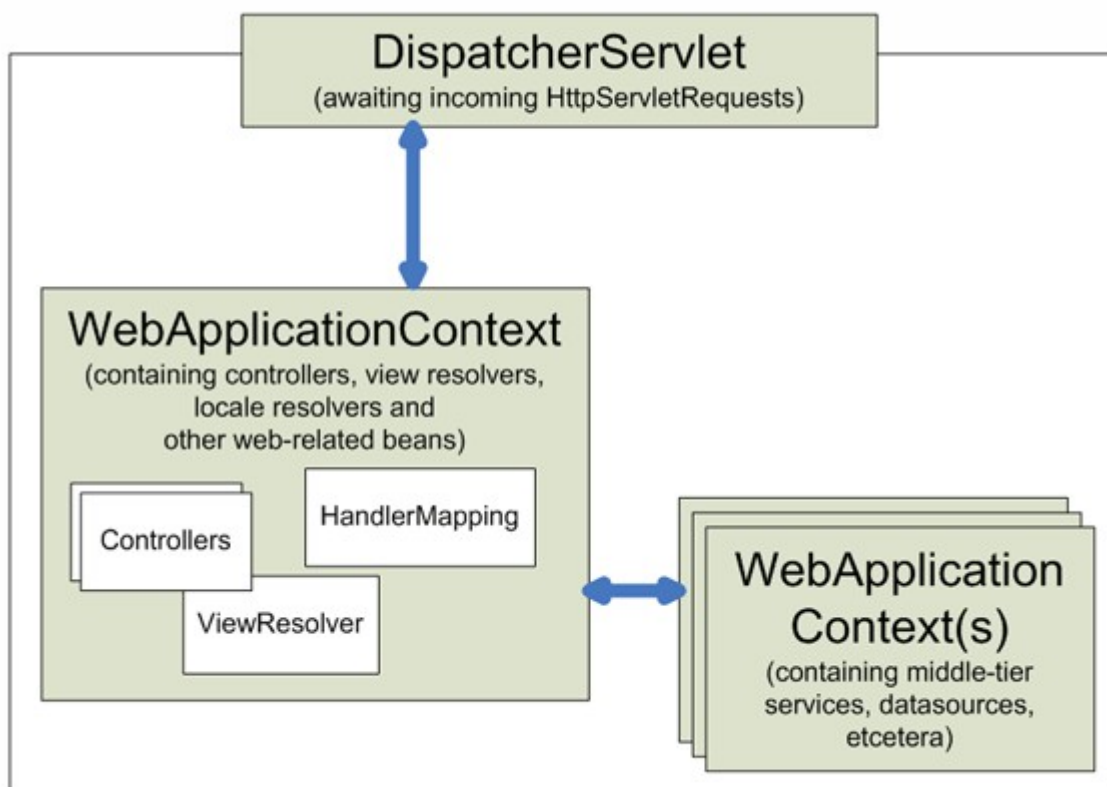 DispatcherServlet
(awaiting incoming HttpServletRequests)
WebApplicationContext
(containing controllers, view resolvers,
locale resolvers and
other web-related beans)
HandlerMapping
Controllers
ViewResolver
WebApplication
Context(s)
(containing middle-tier
services, datasources,
etcetera)